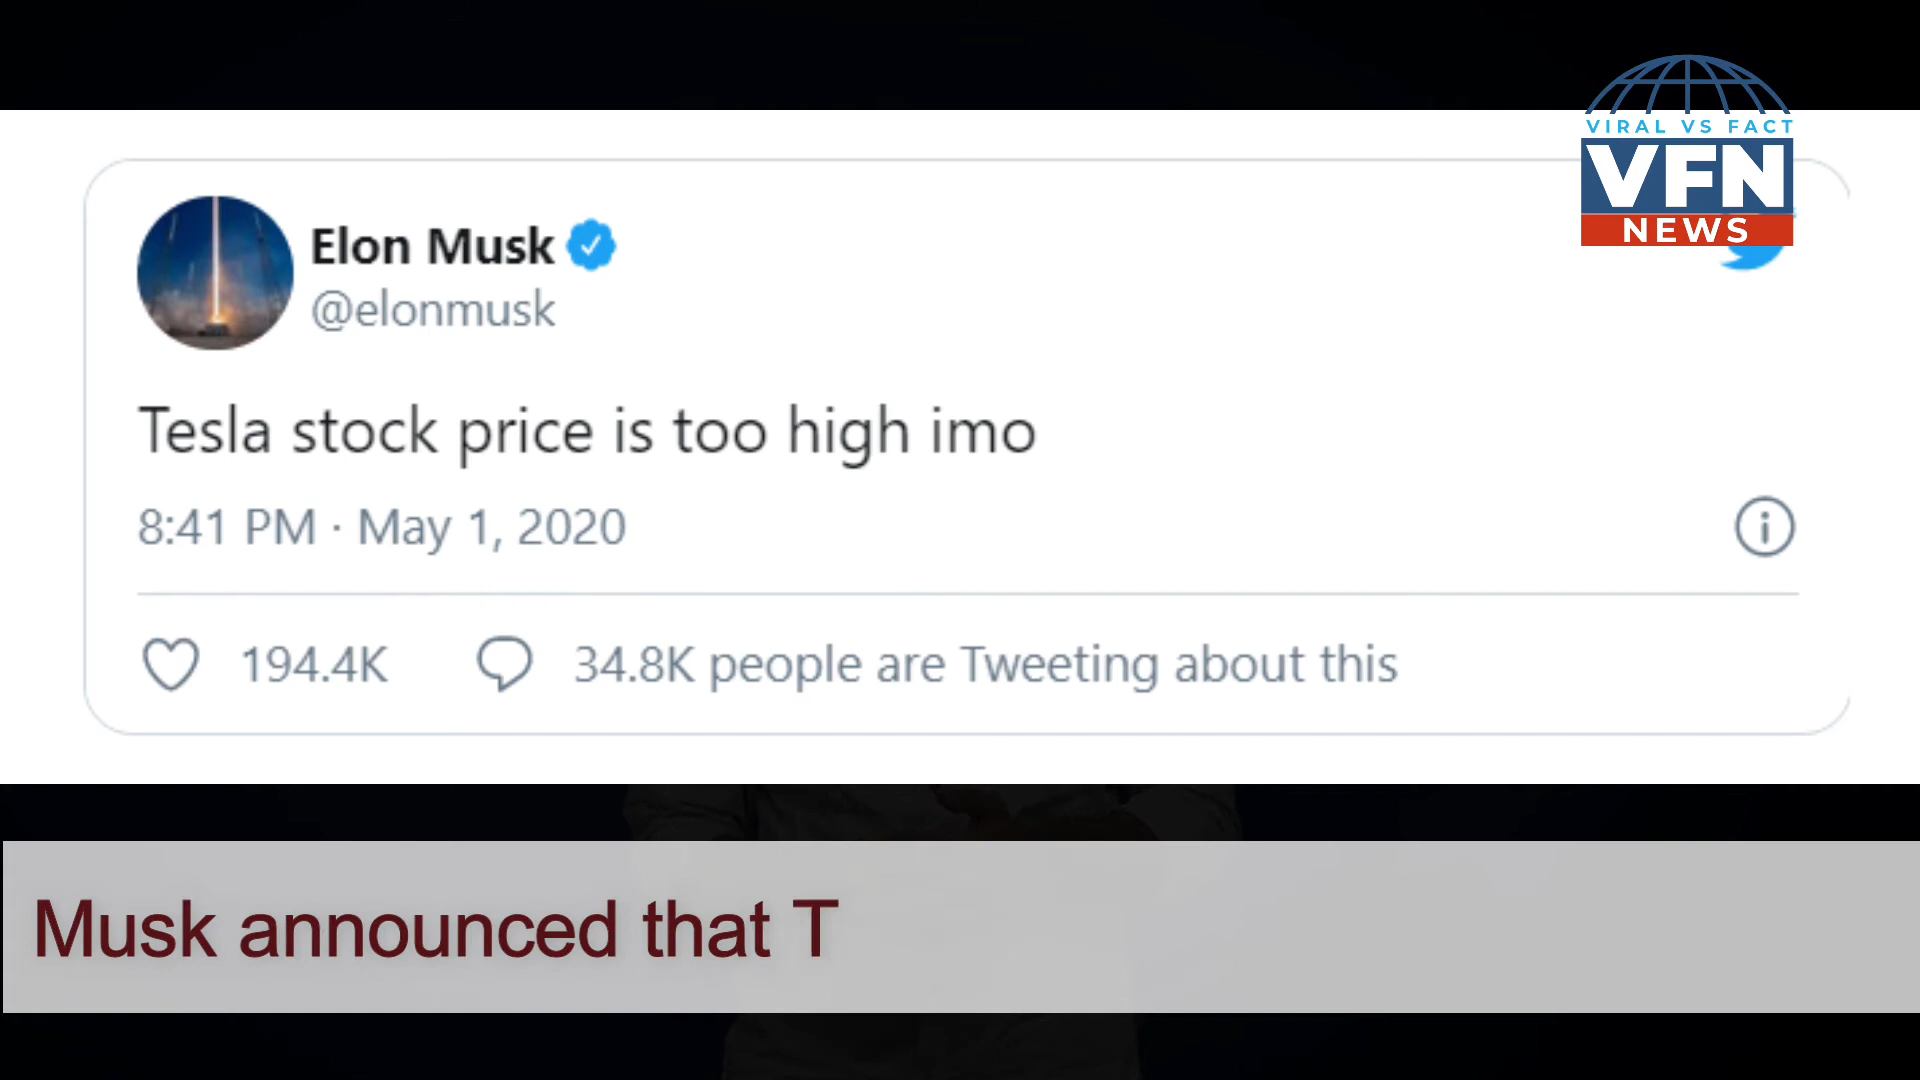 VIRAL VS FACT
VFN
NEWS
Elon Musk
@elonmusk
Tesla stock price is too high imo
8:41 PM · May 1, 2020
194.4K 34.8K people are Tweeting about this
Musk announced that T